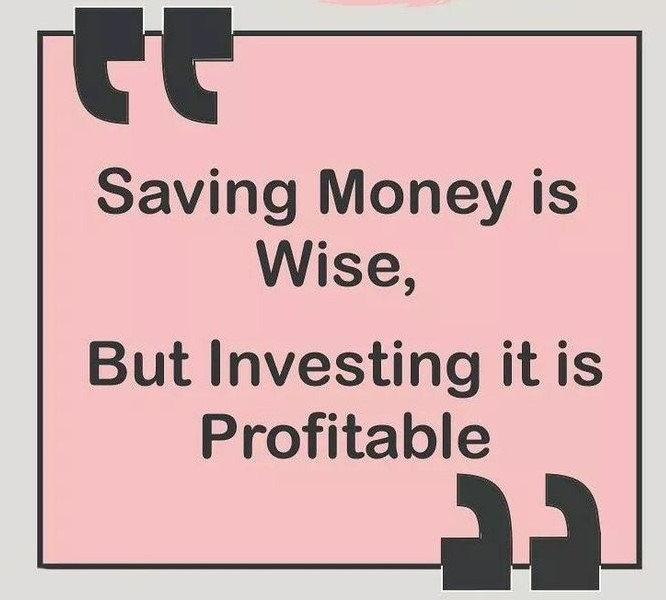 Saving Money is
Wise,
But Investing it is
Profitable